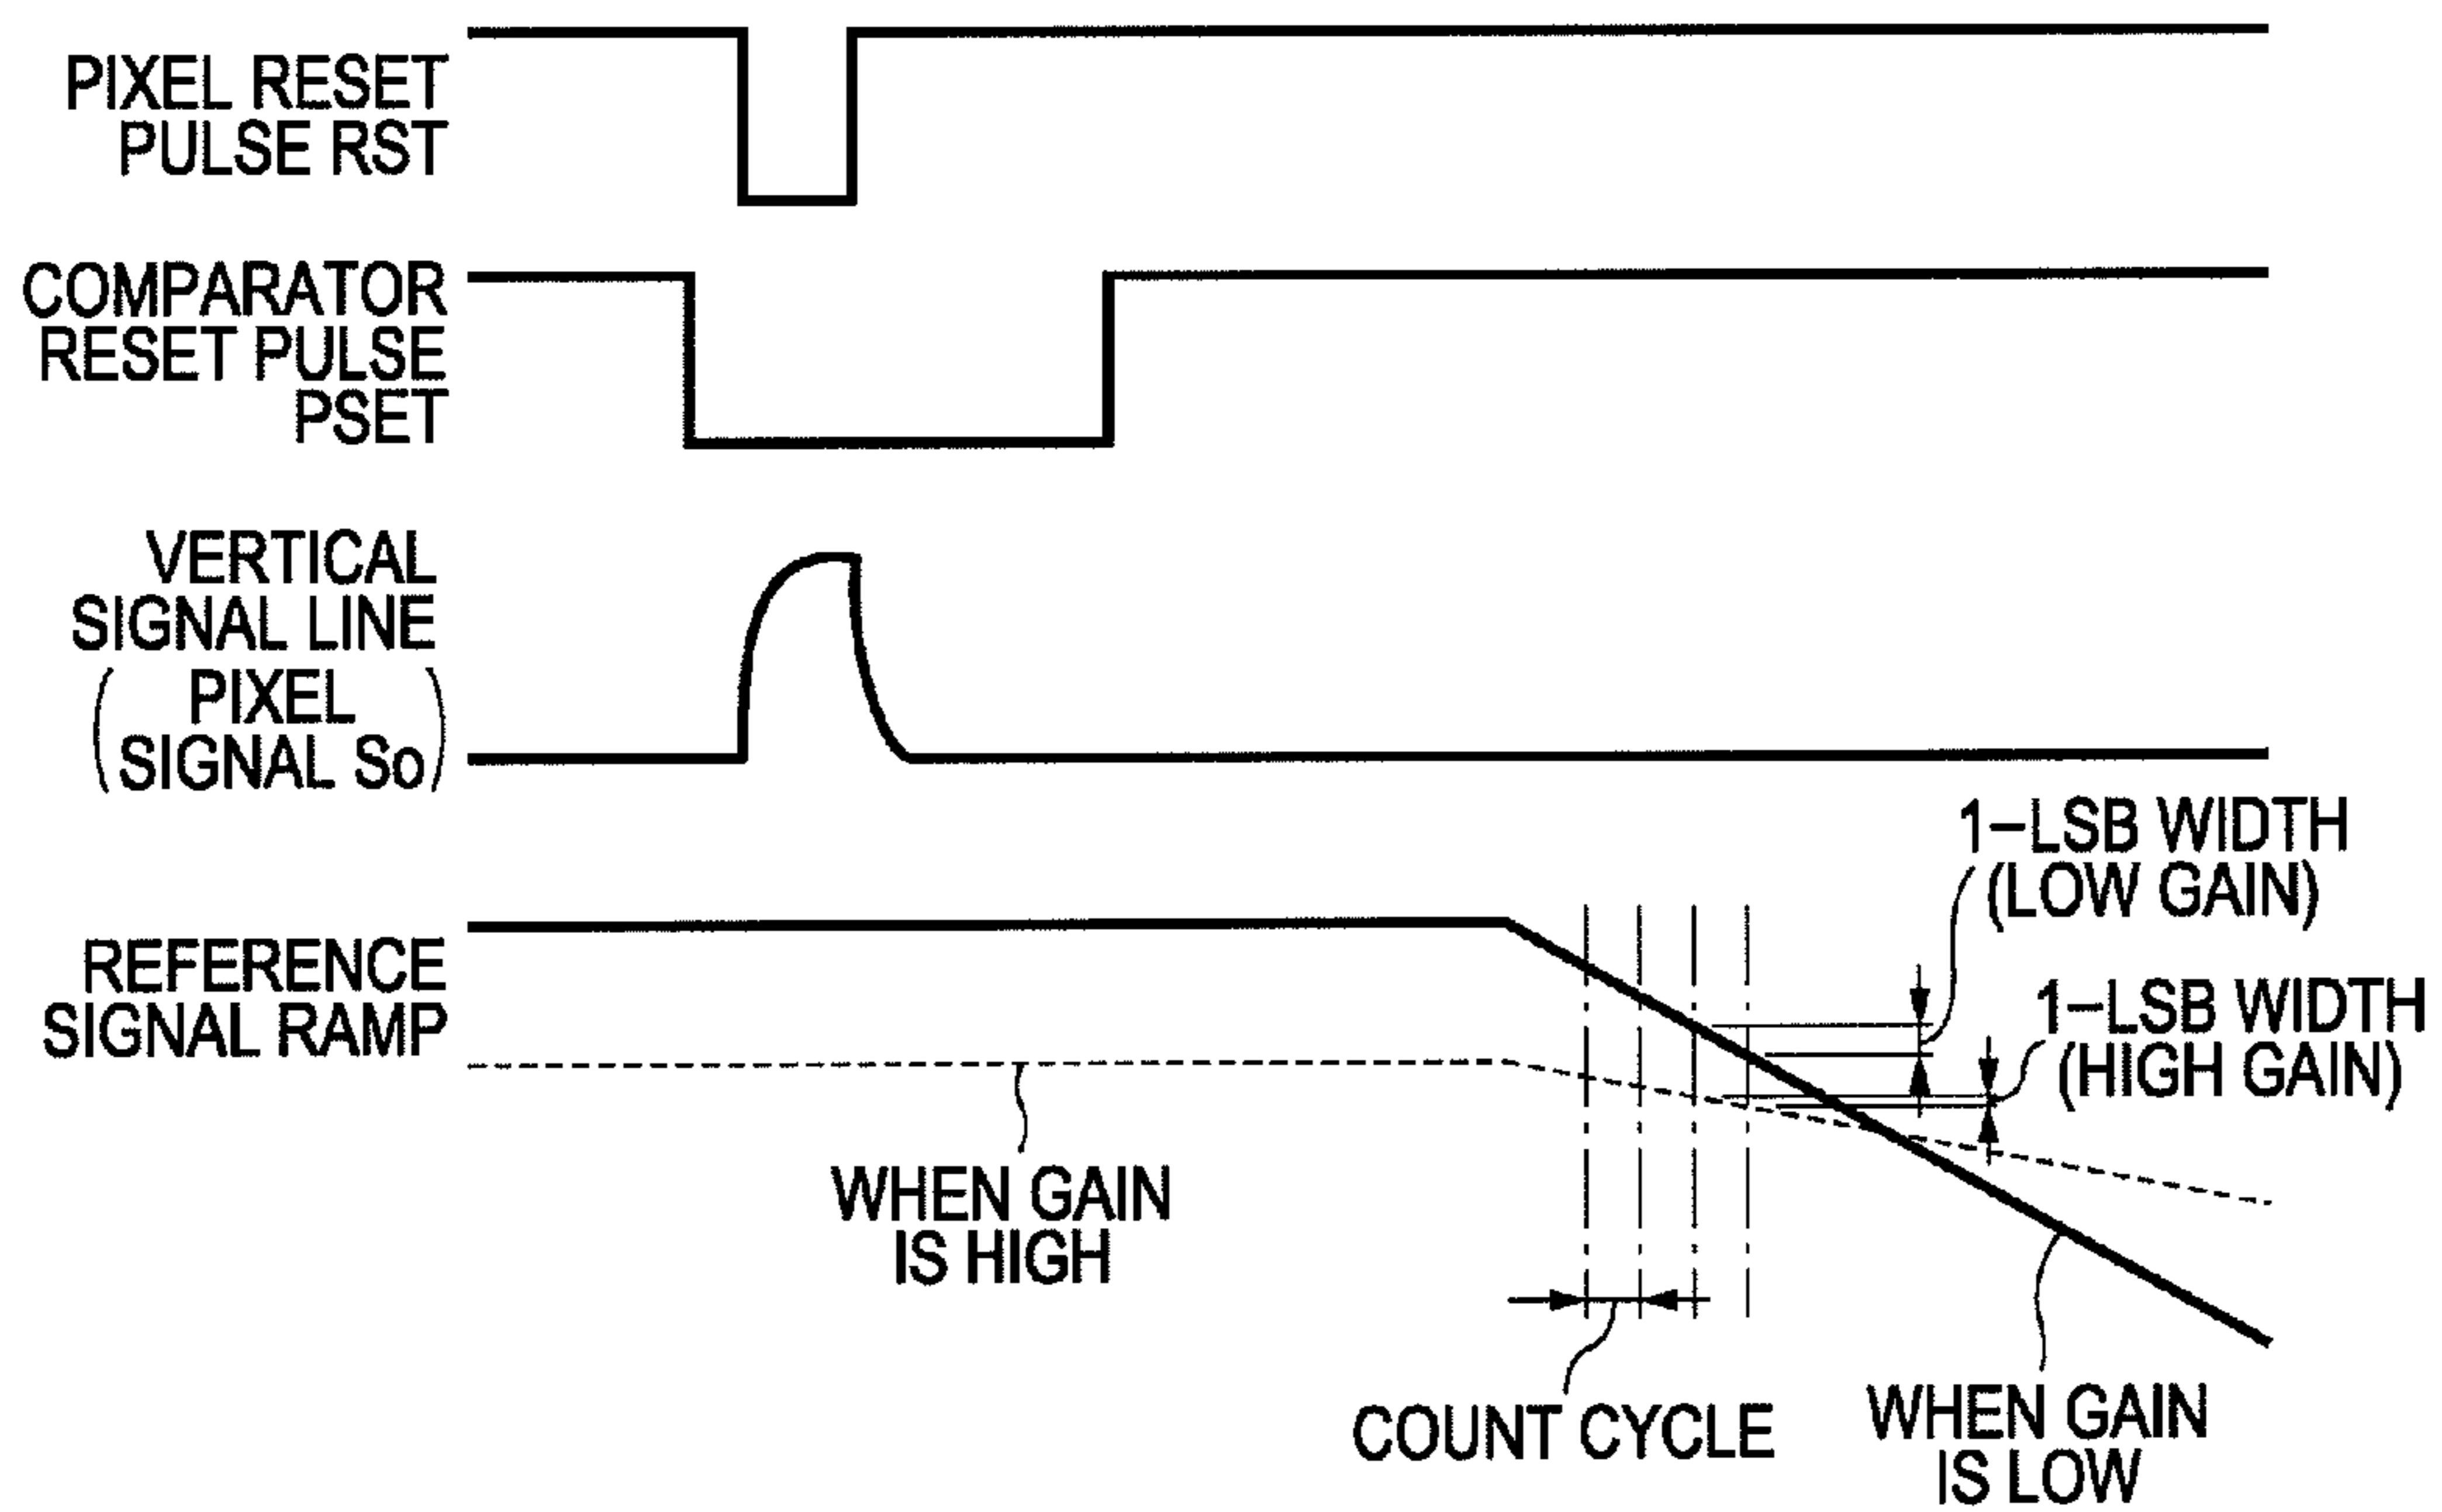 PIXEL RESET
PULSE RST
COMPARATOR
RESET PULSE
PSET
VERTICAL
SIGNAL LINE
(PIXEL
SIGNAL So)
1-LSB WIDTH
(LOW GAIN)
REFERENCE
SIGNAL RAMP
1-LSB WIDTH
(HIGH GAIN)
WHEN GAIN
IS HIGH
COUNT CYCLE
WHEN GAIN
IS LOW